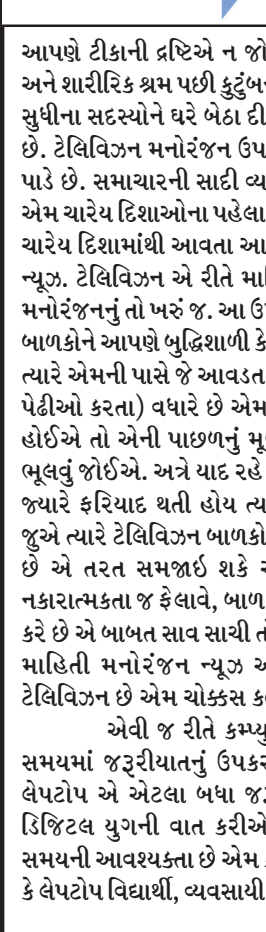 આપણે ટીકાની દ્રષ્ટિએ ન જો
અને શારીરિક શ્રમ પછી કુટુંબન
સુધીના સદસ્યોને ઘરે બેઠા દી
છે. ટેલિવિઝન મનોરંજન ઉપ
પાડે છે. સમાચારની સાદી વ્ય
એમ ચારેય દિશાઓના પહેલા
ચારેય દિશામાંથી આવતા આ
ન્યૂઝ. ટેલિવિઝન એ રીતે માહિ
મનોરંજનનું તો ખરું જ. આ ઉ
બાળકોને આપણે બુદ્ધિશાળી કે
ત્યારે એમની પાસે જે આવડત
પેઢીઓ કરતા) વધારે છે એમ
હોઈએ તો એની પાછળનું મૂ
ભૂલવું જોઈએ. અત્રે યાદ રહે
જ્યારે ફરિયાદ થતી હોય ત્ય
જુએ ત્યારે ટેલિવિઝન બાળકો
છે એ તરત સમજાઇ શકે
નકારાત્મકતા જ ફેલાવે, બાળ
કરે છે એ બાબત સાવ સાચી ત
માહિતી મનોરંજન ન્યૂઝ અ
ટેલિવિઝન છે એમ ચોક્કસ ક
એવી જ રીતે કમ્પ્યુ
સમયમાં જરૂરીયાતનું ઉપક
લેપટોપ એ એટલા બધા જ
ડિજિટલ યુગની વાત કરીએ
સમયની આવશ્યક્તા છે એમ
કે લેપટોપ વિદ્યાર્થી, વ્યવસાયી